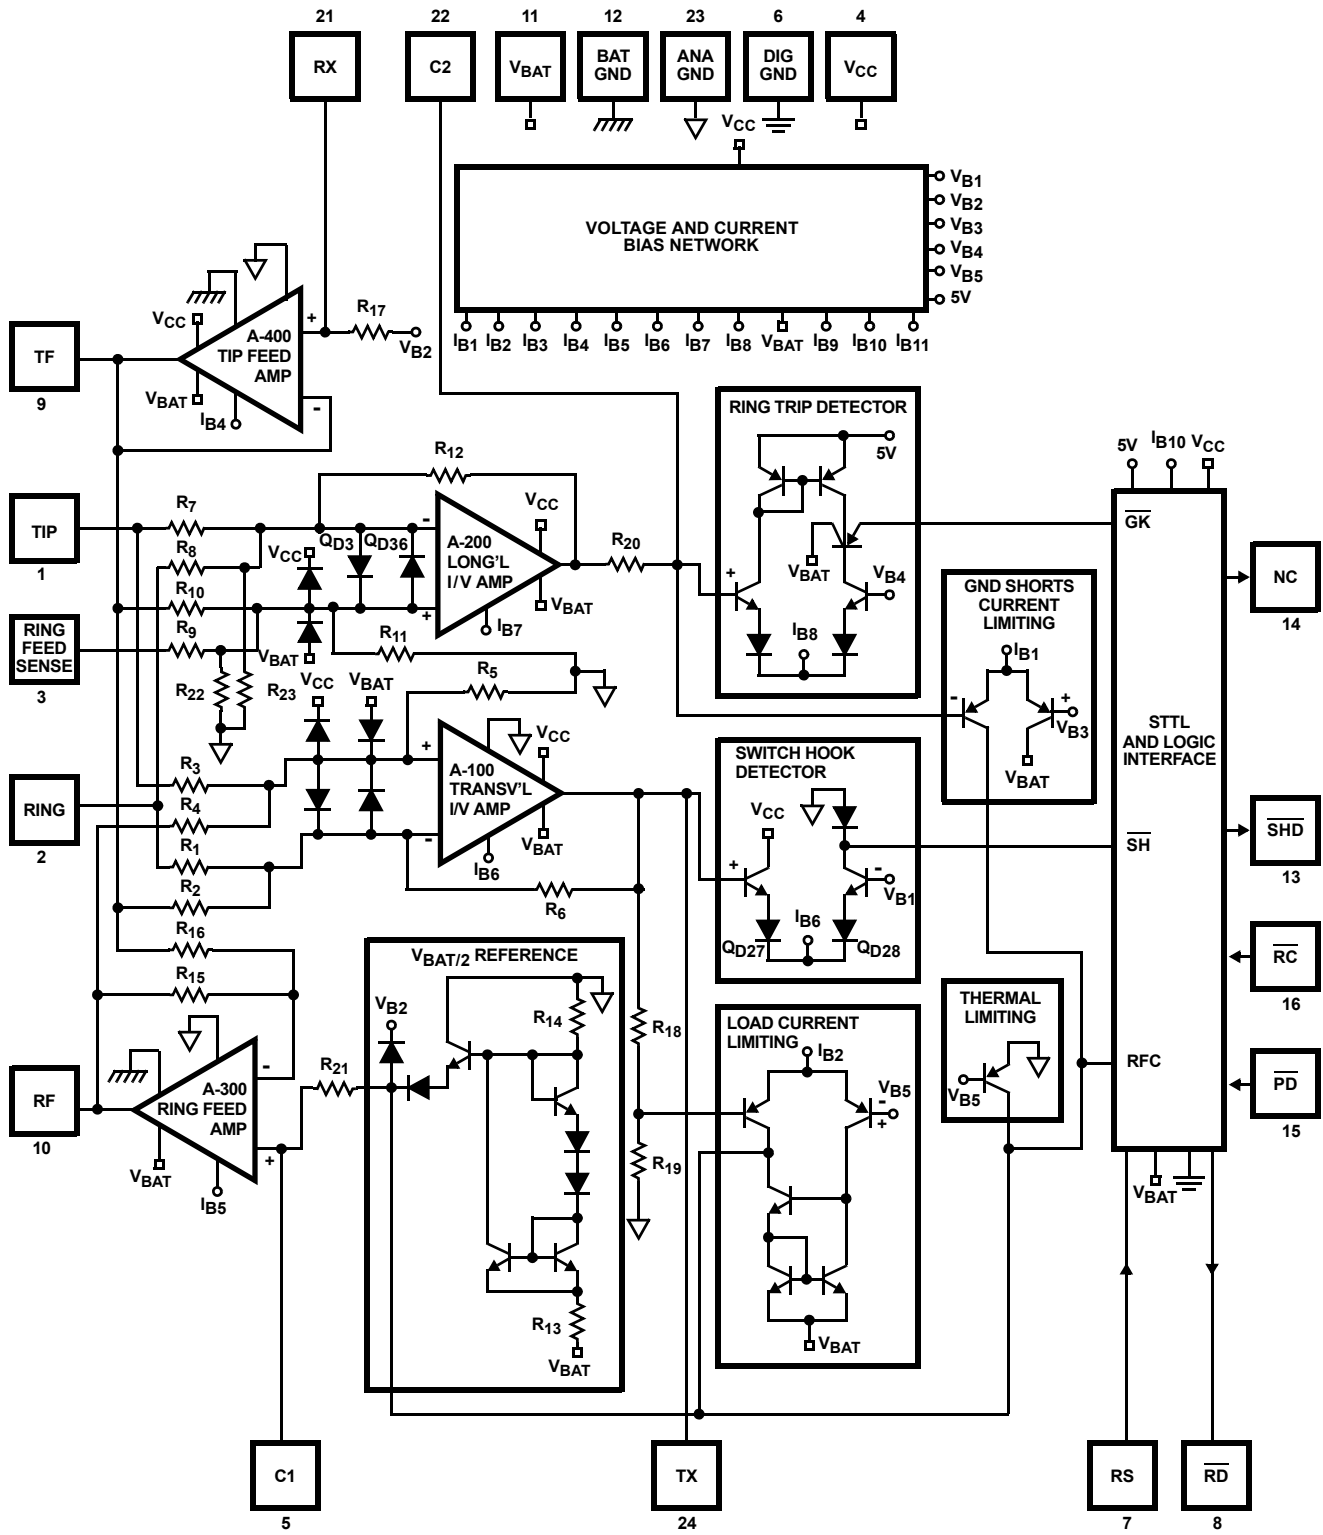 21 22 11 12 23 6 4
RX C2 VBAT BAT GND ANA GND DIG GND VCC
VCC
VOLTAGE AND CURRENT
BIAS NETWORK
VB1
VB2
VB3
VB4
VB5
5V
IB1 IB2 IB3 IB4 IB5 IB6 IB7 IB8 VBAT IB9 IB10 IB11
TF
9
VCC
A-400
TIP FEED
AMP
+
-
VBAT
IB4
R17
VB2
TIP
1
R7
R8
R10
R9
RING
FEED
SENSE
3
R22
R23
R12
VCC
QD3
QD36
VBAT
-
+
A-200
LONG'L
I/V AMP
VCC
VBAT
IB7
R20
R11
R5
RING
2
R3
R4
R1
R2
R16
R15
VCC
VBAT
+
-
A-100
TRANSV'L
I/V AMP
VCC
VBAT
IB6
R6
RF
10
A-300
RING FEED
AMP
-
+
VBAT
IB5
R21
VBAT/2 REFERENCE
VB2
R14
R13
VBAT
R18
R19
RING TRIP DETECTOR
5V
VBAT
VB4
+
IB8
SWITCH HOOK
DETECTOR
VCC
+
-
VB1
IB6
QD27
QD28
LOAD CURRENT
LIMITING
IB2
VB5
-
+
VBAT
GND SHORTS
CURRENT
LIMITING
IB1
-
+
VB3
VBAT
THERMAL
LIMITING
VB5
5V
IB10
VCC
GK
STTL
AND LOGIC
INTERFACE
SH
RFC
VBAT
NC
14
SHD
13
RC
16
PD
15
C1
5
TX
24
RS
7
RD
8